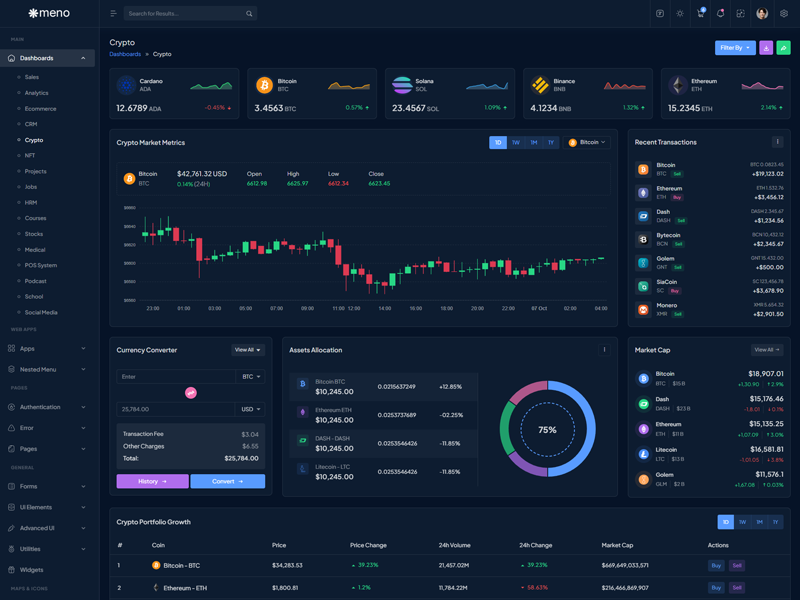 meno
Search for Results...
MAIN
Dashboards
Sales
Analytics
Ecommerce
CRM
Crypto
NFT
Projects
Jobs
HRM
Courses
Stocks
Medical
POS System
Podcast
School
Social Media
WEB APPS
Apps
Nested Menu
PAGES
Authentication
Error
Pages
GENERAL
Forms
UI Elements
Advanced UI
Utilities
Widgets
MAPS & ICONS
Crypto
Dashboards » Crypto
Filter By
Cardano
ADA
12.6789 ADA
-0.45%
Bitcoin
BTC
3.4563 BTC
0.57%
Solana
SOL
23.4567 SOL
1.09%
Binance
BNB
4.1234 BNB
1.32%
Ethereum
ETH
15.2345 ETH
2.14%
Crypto Market Metrics
1D 1W 1M 1Y
Bitcoin
Bitcoin
BTC
$42,761.32 USD
0.14% (24H)
Open
6612.98
High
6625.97
Low
6612.34
Close
6623.45
$6660
$6640
$6620
$6600
$6580
$6560
23:00 01:00 03:00 05:00 07:00 09:00 11:00 12:00 14:00 16:00 18:00 20:00 22:00 07 Oct 02:00 04:00
Recent Transactions
Bitcoin
BTC Sell
BTC 0.0823.45
+$19,123.02
Ethereum
ETH Buy
ETH 1.532,76
+$3,456.12
Dash
DASH Sell
DASH 2.345,67
+$1,234.56
Bytecoin
BCN Sell
BCN 10,432.12
+$2,345.67
Golem
GNT Sell
GNT 15,432.00
+$500.00
SiaCoin
SC Buy
SC 123,456.78
+$3,678.90
Monero
XMR Sell
XMR 5.654,32
+$2,901.50
Currency Converter
View All
Enter
BTC
25,784.00
USD
Transaction Fee $3.04
Other Charges $6.55
Total: $25,784.00
History →
Convert →
Assets Allocation
Bitcoin BTC
$10,245.00
0.0215637249
+12.85%
Ethereum ETH
$10,245.00
0.0253737689
-02.25%
DASH - DASH
$10,245.00
0.0253546426
-11.85%
Litecoin - LTC
$10,245.00
0.0253546426
-11.85%
75%
Market Cap
View All
Bitcoin
BTC | $15 B
$18,907.01
+1,30.90 ↑ 2.9%
Dash
DASH | $23 B
$15,176.46
-1,8.01 ↓ 0.1%
Ethereum
ETH | $11 B
$15,135.25
+1,07.09 ↑ 3.0%
Litecoin
LTC | $13 B
$16,581.81
-1,01.05 ↓ 2.8%
Golem
GLM | $2 B
$11,576.1
+1,67.08 ↑ 0.03%
Crypto Portfolio Growth
1D 1W 1M 1Y
# Coin Price Price Change 24h Volume 24h Change Market Cap Actions
1 Bitcoin - BTC $34,283.53 39.23% 21,457.02M 39.23% $669,649,033,571 Buy Sell
2 Ethereum - ETH $1,800.81 1.2% 11,784.22M 58.63% $216,466,869,907 Buy Sell